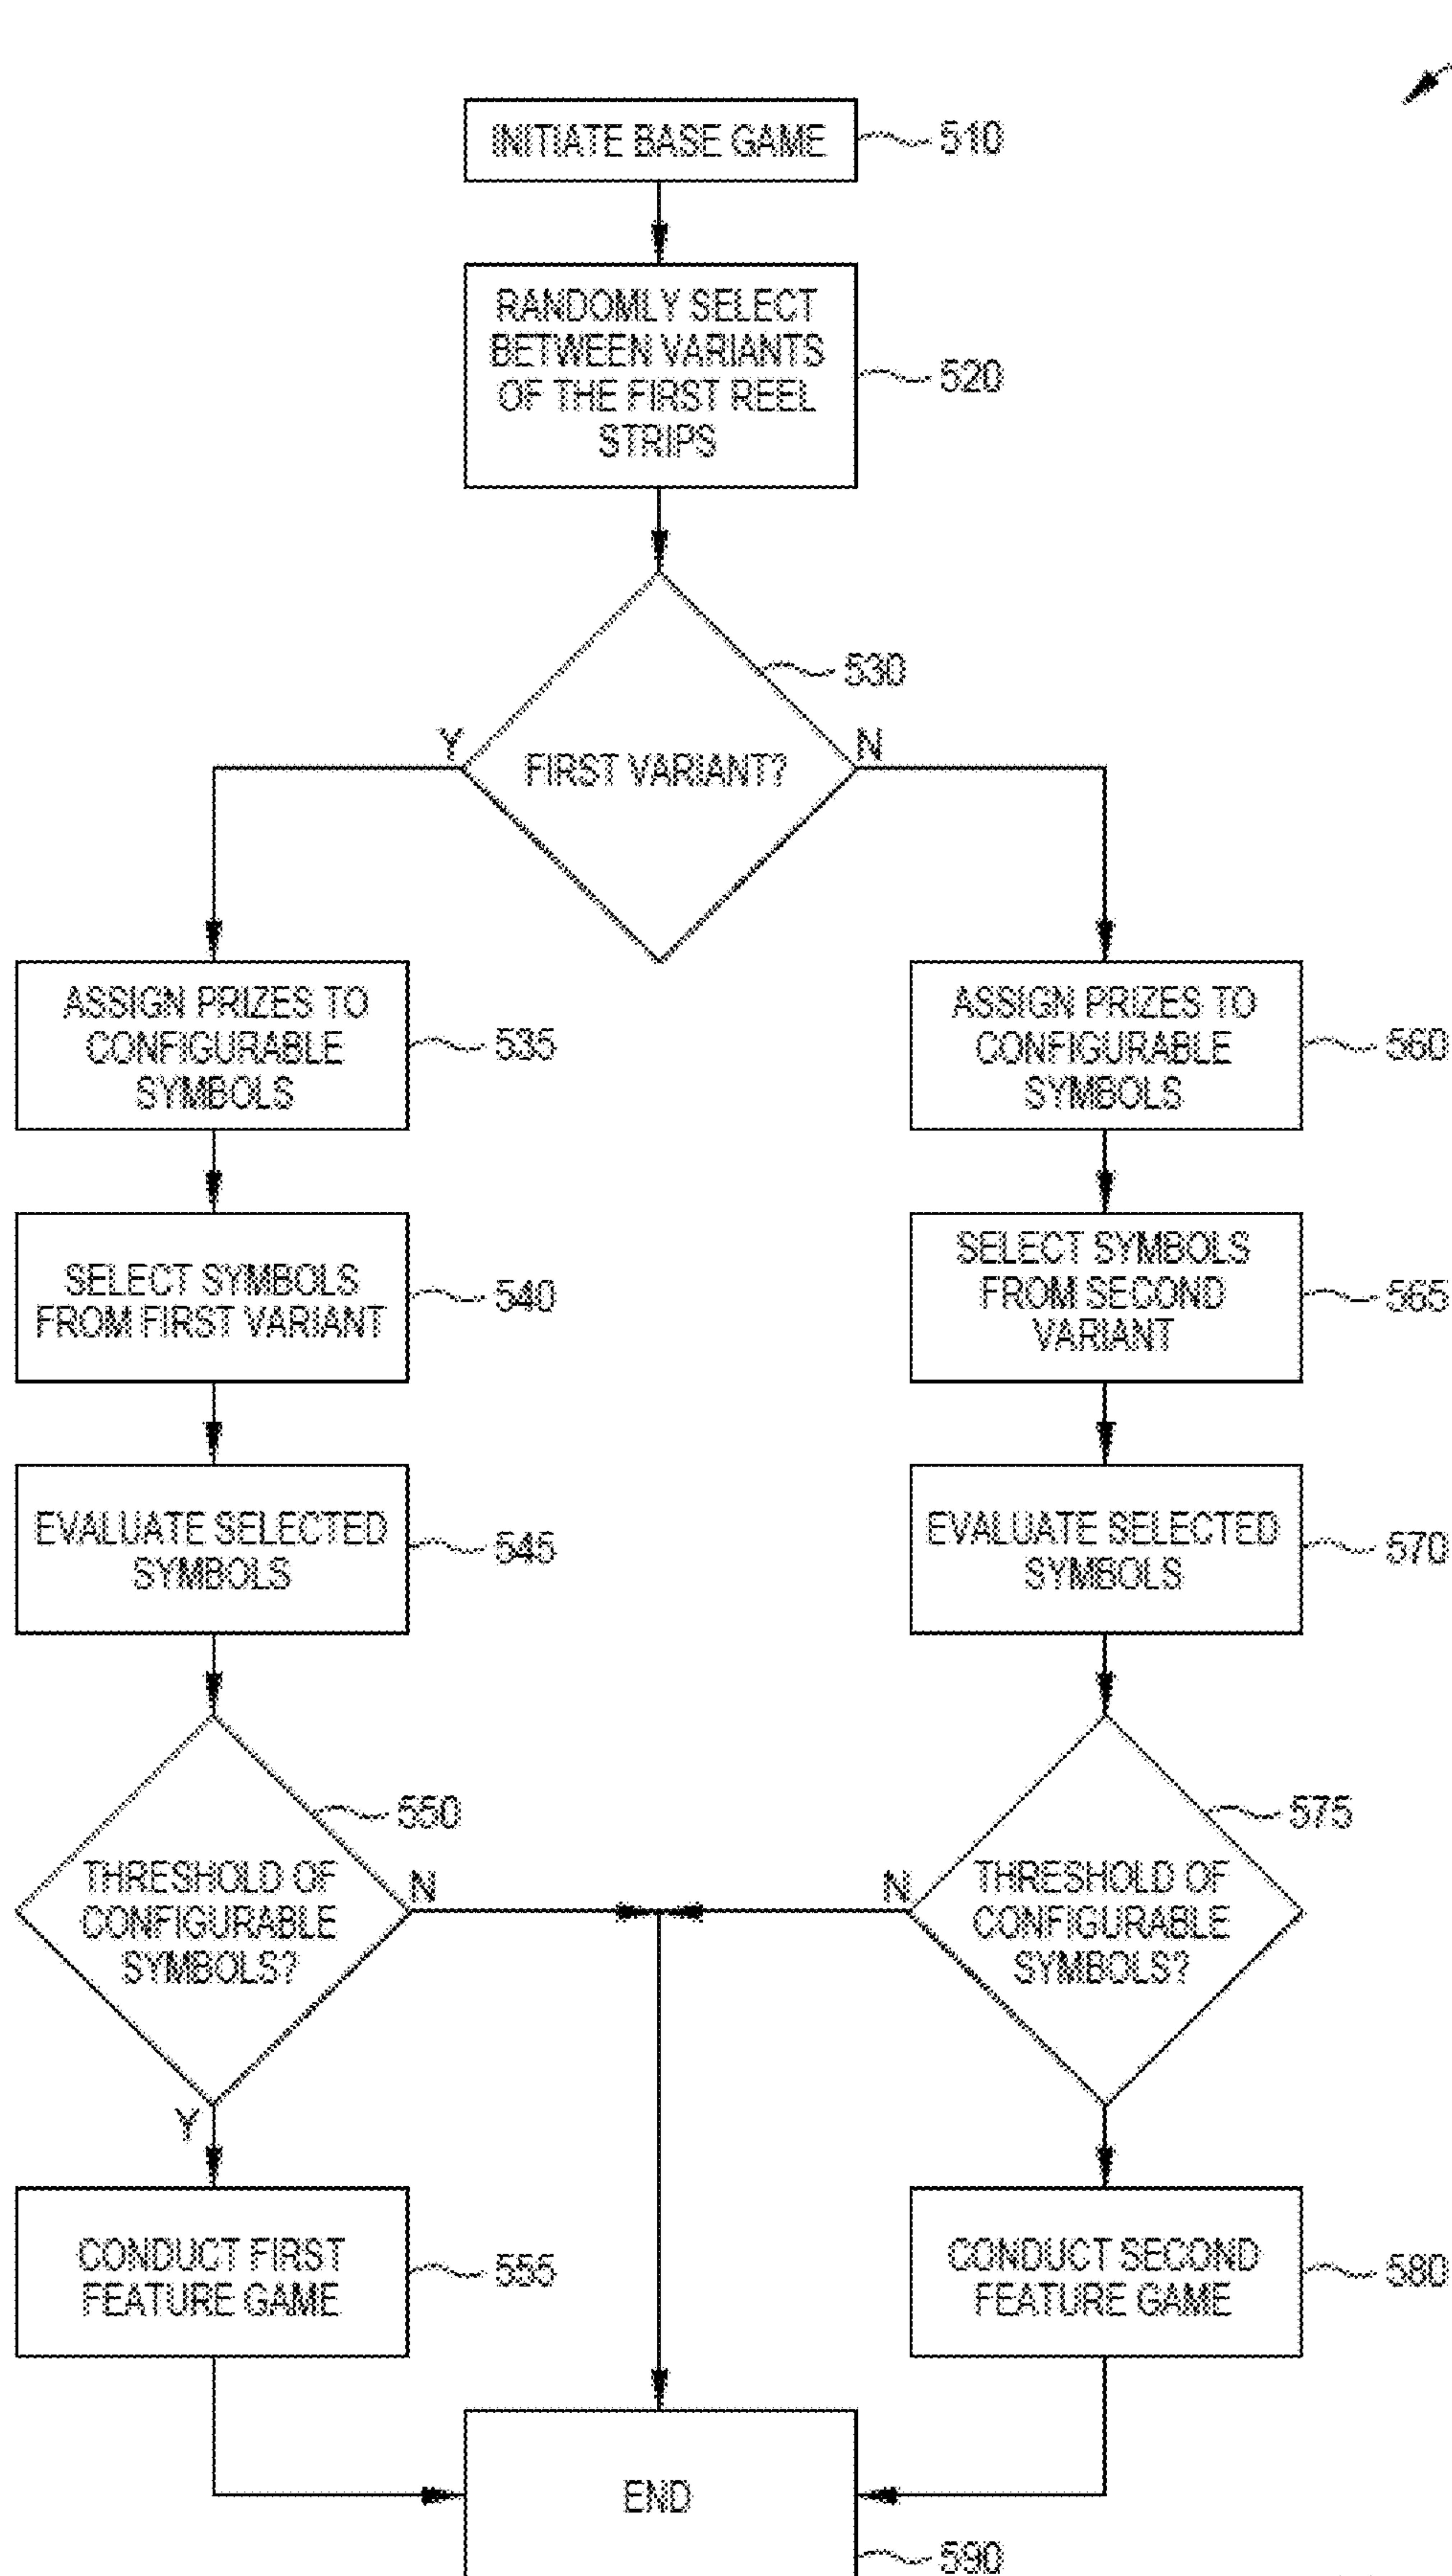 INITIATE BASE GAME
510
RANDOMLY SELECT
BETWEEN VARIANTS
OF THE FIRST REEL
STRIPS
520
530
Y
N
FIRST VARIANT?
ASSIGN PRIZES TO
CONFIGURABLE
SYMBOLS
535
ASSIGN PRIZES TO
CONFIGURABLE
SYMBOLS
560
SELECT SYMBOLS
FROM FIRST VARIANT
540
SELECT SYMBOLS
FROM SECOND
VARIANT
565
EVALUATE SELECTED
SYMBOLS
545
EVALUATE SELECTED
SYMBOLS
570
550
THRESHOLD OF
CONFIGURABLE
SYMBOLS?
N
Y
575
N
THRESHOLD OF
CONFIGURABLE
SYMBOLS?
CONDUCT FIRST
FEATURE GAME
555
CONDUCT SECOND
FEATURE GAME
580
END
590